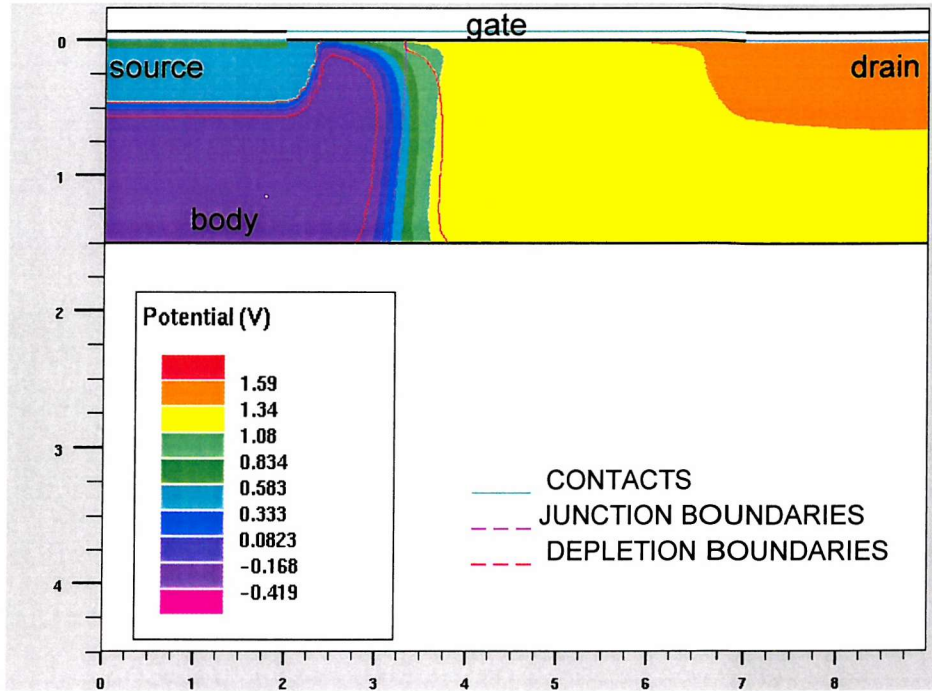 gate
0
source
drain
1
body
2
Potential (V)
1.59
1.34
1.08
0.834
0.583
0.333
0.0823
-0.168
-0.419
3
CONTACTS
JUNCTION BOUNDARIES
DEPLETION BOUNDARIES
4
0 1 2 3 4 5 6 7 8